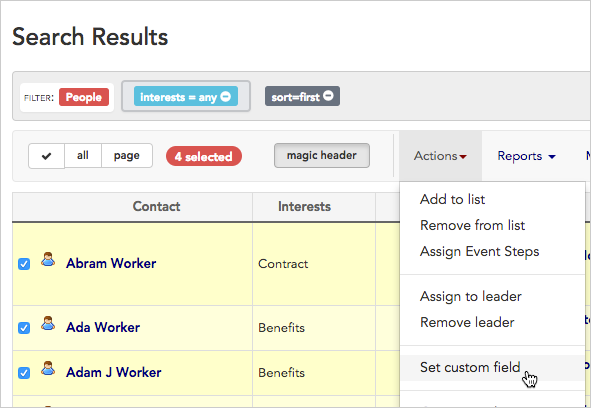 Search Results
FILTER: People Interests = any sort=first
all page 4 selected magic header Actions Reports
Contact Interests
Add to list
Remove from list
Assign Event Steps
Abram Worker Contract
Assign to leader
Remove leader
Ada Worker Benefits
Set custom field
Adam J Worker Benefits